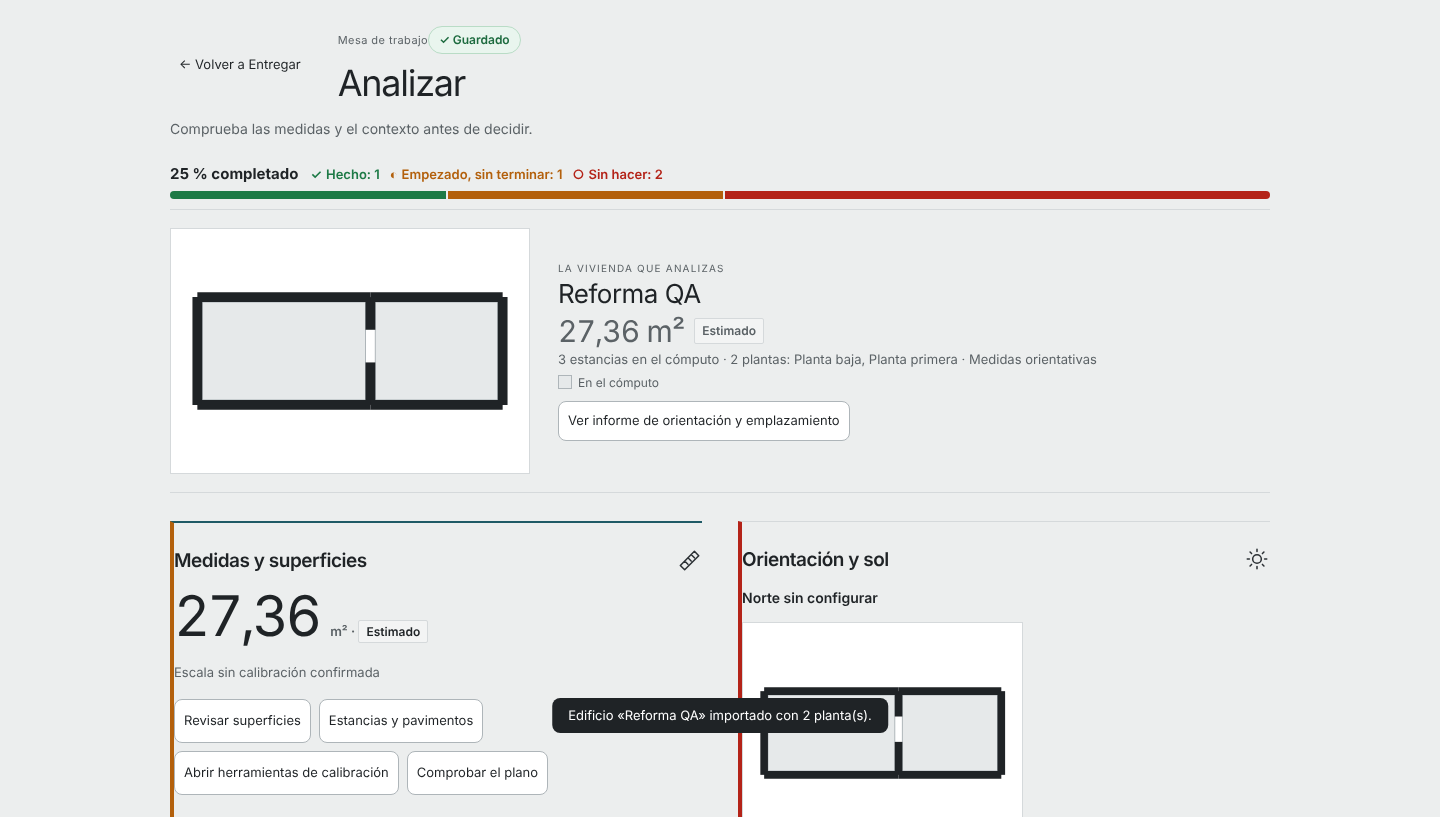 Mesa de trabajo ✓ Guardado
← Volver a Entregar
Analizar
Comprueba las medidas y el contexto antes de decidir.
25 % completado ✓ Hecho: 1 Empezado, sin terminar: 1 Sin hacer: 2
LA VIVIENDA QUE ANALIZAS
Reforma QA
27,36 m² Estimado
3 estancias en el cómputo · 2 plantas: Planta baja, Planta primera · Medidas orientativas
En el cómputo
Ver informe de orientación y emplazamiento
Medidas y superficies
27,36 m² · Estimado
Escala sin calibración confirmada
Revisar superficies Estancias y pavimentos
Abrir herramientas de calibración Comprobar el plano
Orientación y sol
Norte sin configurar
Edificio «Reforma QA» importado con 2 planta(s).